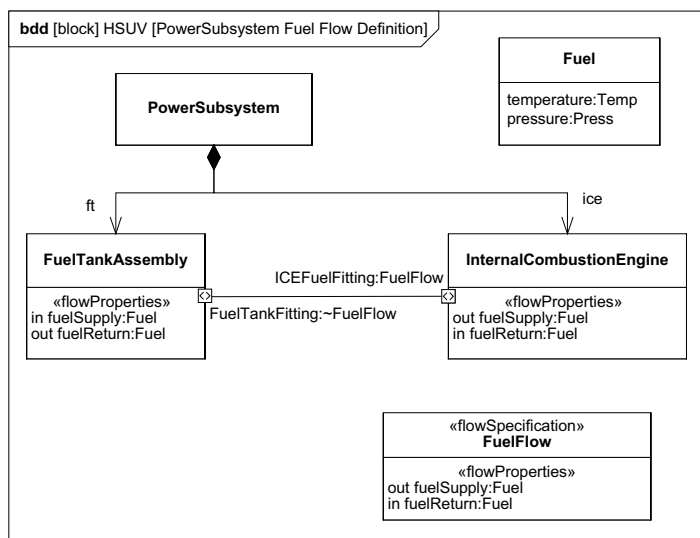 bdd [block] HSUV [PowerSubsystem Fuel Flow Definition]
Fuel
temperature:Temp
pressure:Press
PowerSubsystem
ft
ice
FuelTankAssembly
«flowProperties»
in fuelSupply:Fuel
out fuelReturn:Fuel
ICEFuelFitting:FuelFlow
FuelTankFitting:~FuelFlow
InternalCombustionEngine
«flowProperties»
out fuelSupply:Fuel
in fuelReturn:Fuel
«flowSpecification»
FuelFlow
«flowProperties»
out fuelSupply:Fuel
in fuelReturn:Fuel